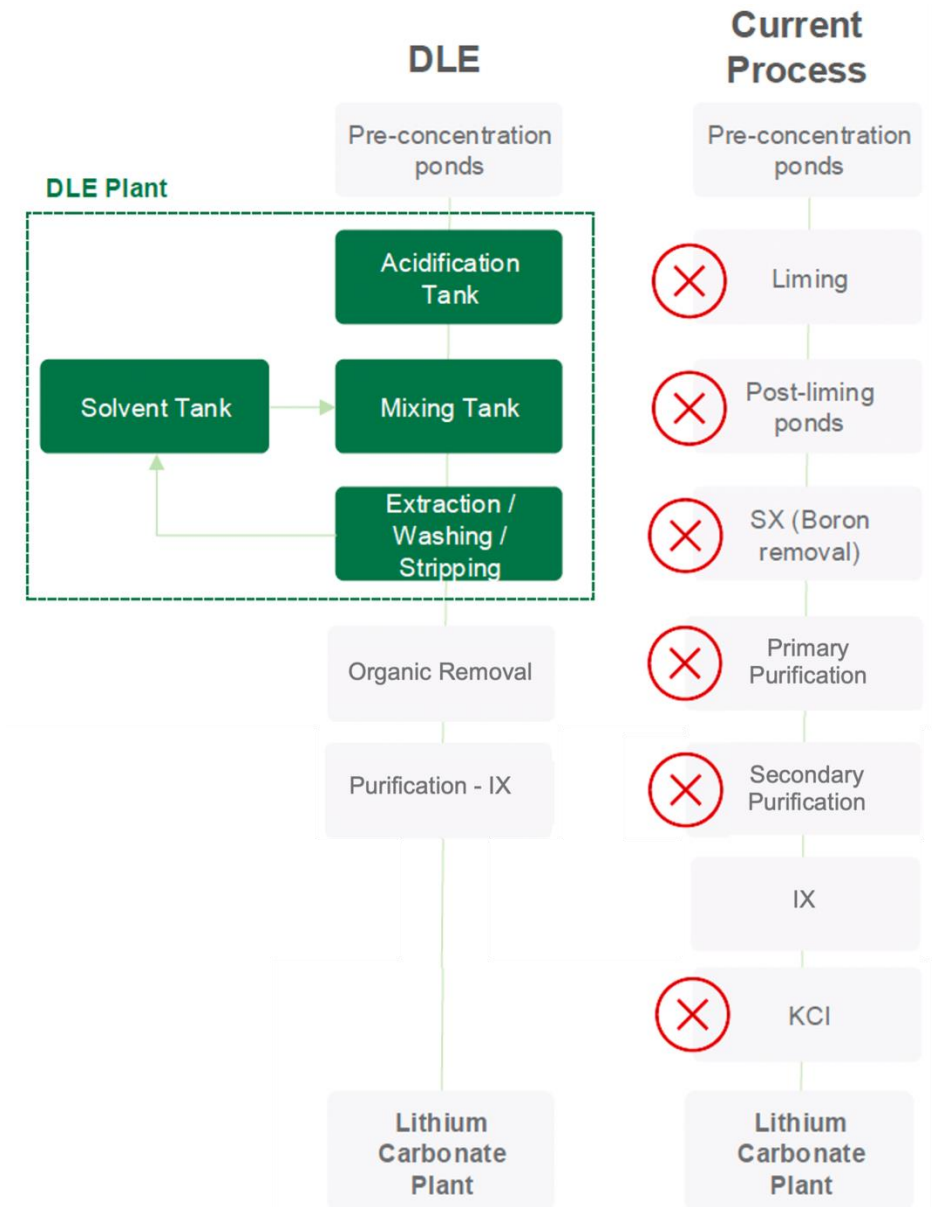 DLE
Current
Process
Pre-concentration
ponds
Pre-concentration
ponds
DLE Plant
Acidification
Tank
Liming
Solvent Tank
Mixing Tank
Post-liming
ponds
Extraction /
Washing /
Stripping
SX (Boron
removal)
Organic Removal
Primary
Purification
Purification - IX
Secondary
Purification
IX
KCl
Lithium
Carbonate
Plant
Lithium
Carbonate
Plant